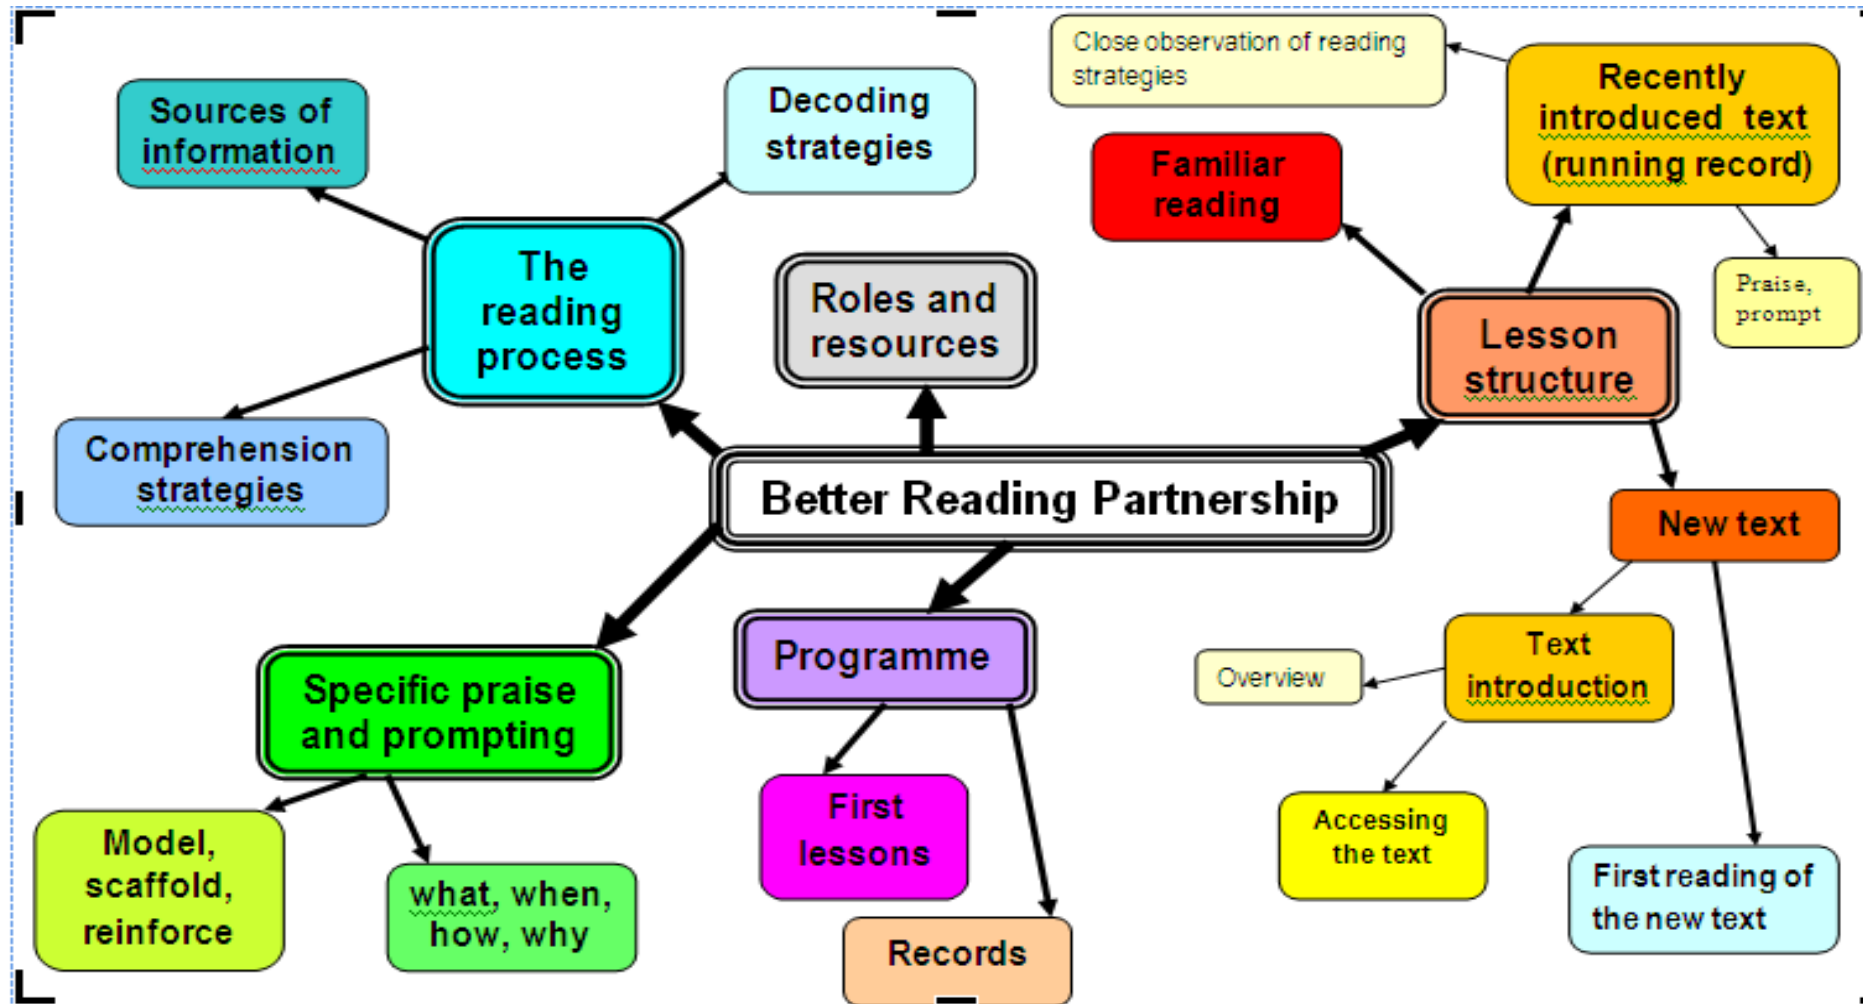 Close observation of reading
strategies
Recently
introduced text
(running record)
Sources of
information
Decoding
strategies
Familiar
reading
The
reading
process
Roles and
resources
Praise,
prompt
Lesson
structure
Comprehension
strategies
Better Reading Partnership
New text
Programme
Text
introduction
Overview
Specific praise
and prompting
First
lessons
Accessing
the text
Model,
scaffold,
reinforce
what, when,
how, why
First reading of
the new text
Records